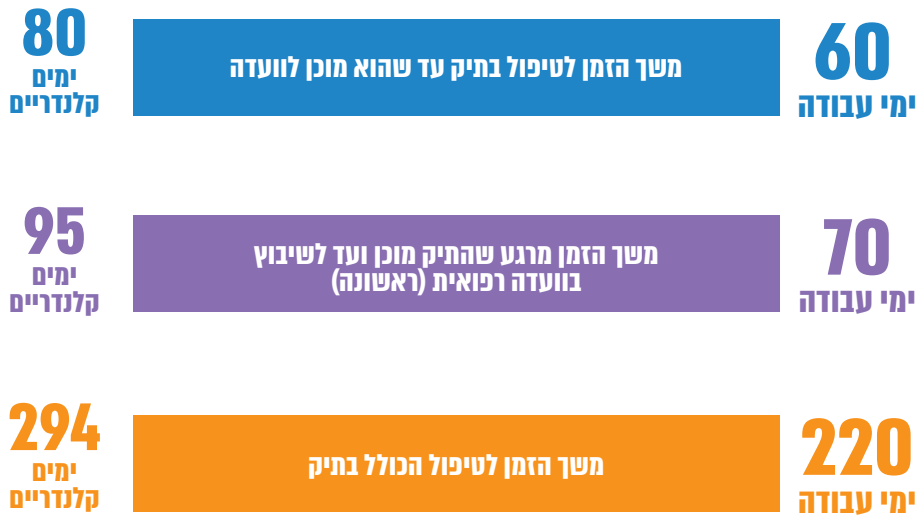 60
ימי עבודה
משך הזמן לטיפול בתיק עד שהוא מוכן לוועדה
80
ימים
קלנדריים
70
ימי עבודה
משך הזמן מרגע שהתיק מוכן ועד לשיבוץ
בוועדה רפואית (ראשונה)
95
ימים
קלנדריים
220
ימי עבודה
משך הזמן לטיפול הכולל בתיק
294
ימים
קלנדריים